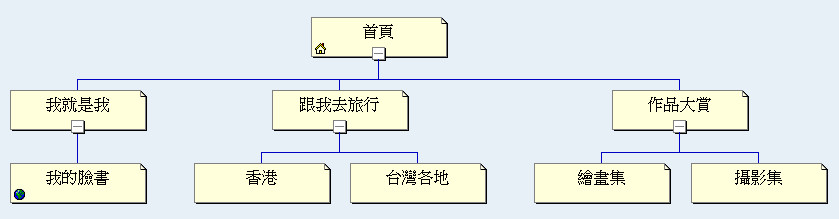 首頁
我就是我
跟我去旅行
作品大賞
我的臉書
香港
台灣各地
繪畫集
攝影集